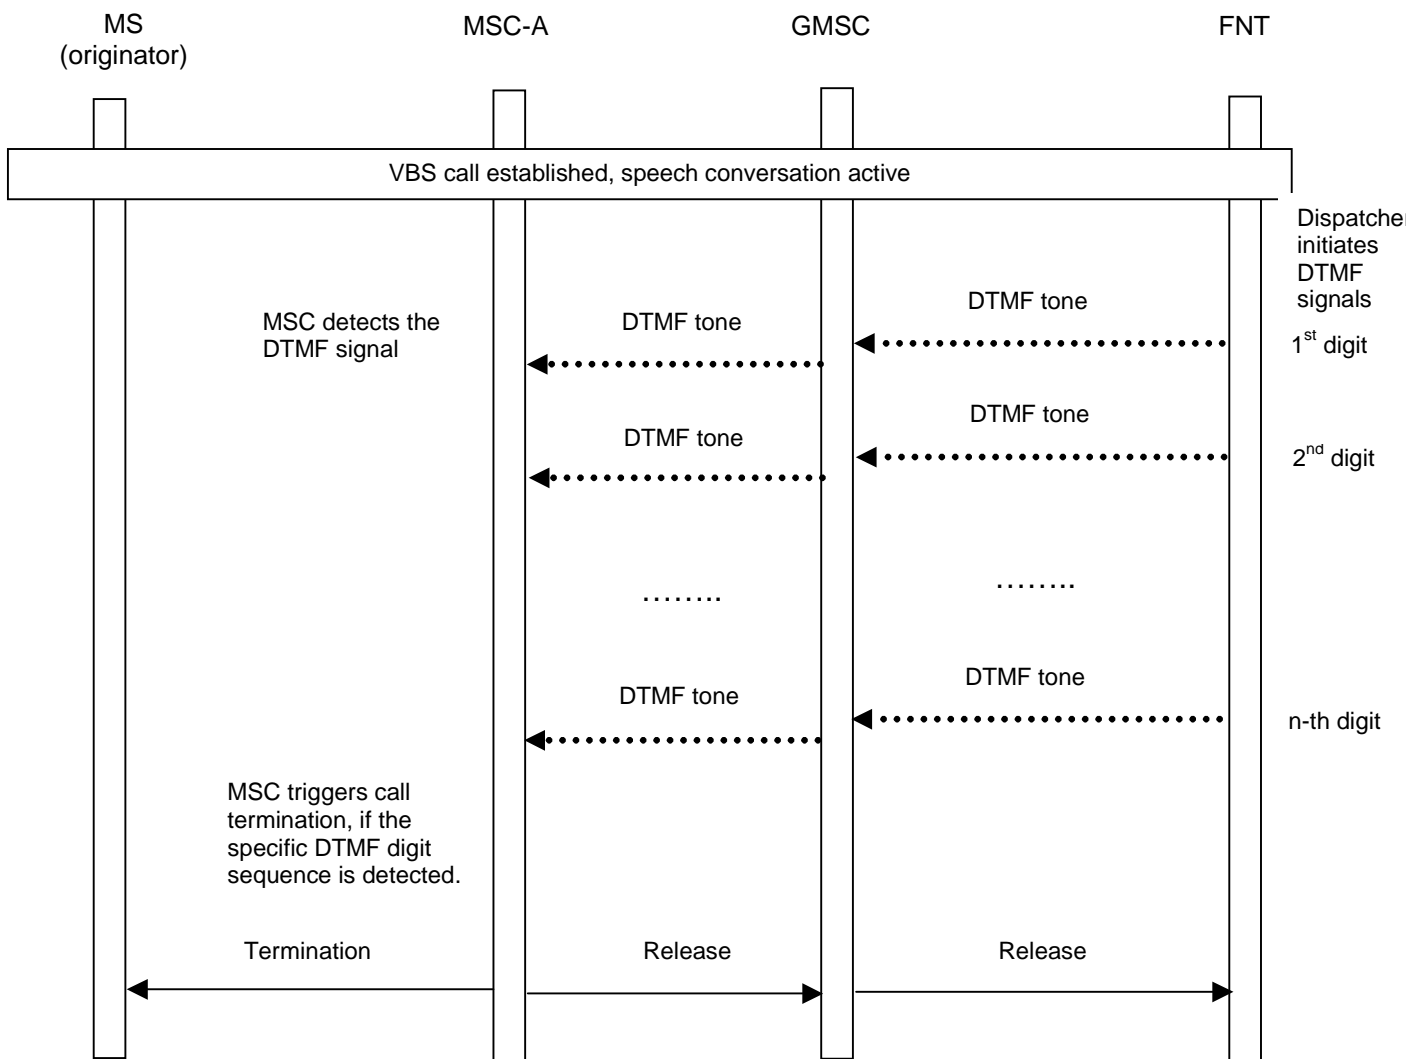 MS
(originator)
MSC-A
GMSC
FNT
VBS call established, speech conversation active
Dispatcher
initiates
DTMF
signals
MSC detects the
DTMF signal
DTMF tone
DTMF tone
1st digit
DTMF tone
DTMF tone
2nd digit
........
........
DTMF tone
DTMF tone
n-th digit
MSC triggers call
termination, if the
specific DTMF digit
sequence is detected.
Termination
Release
Release